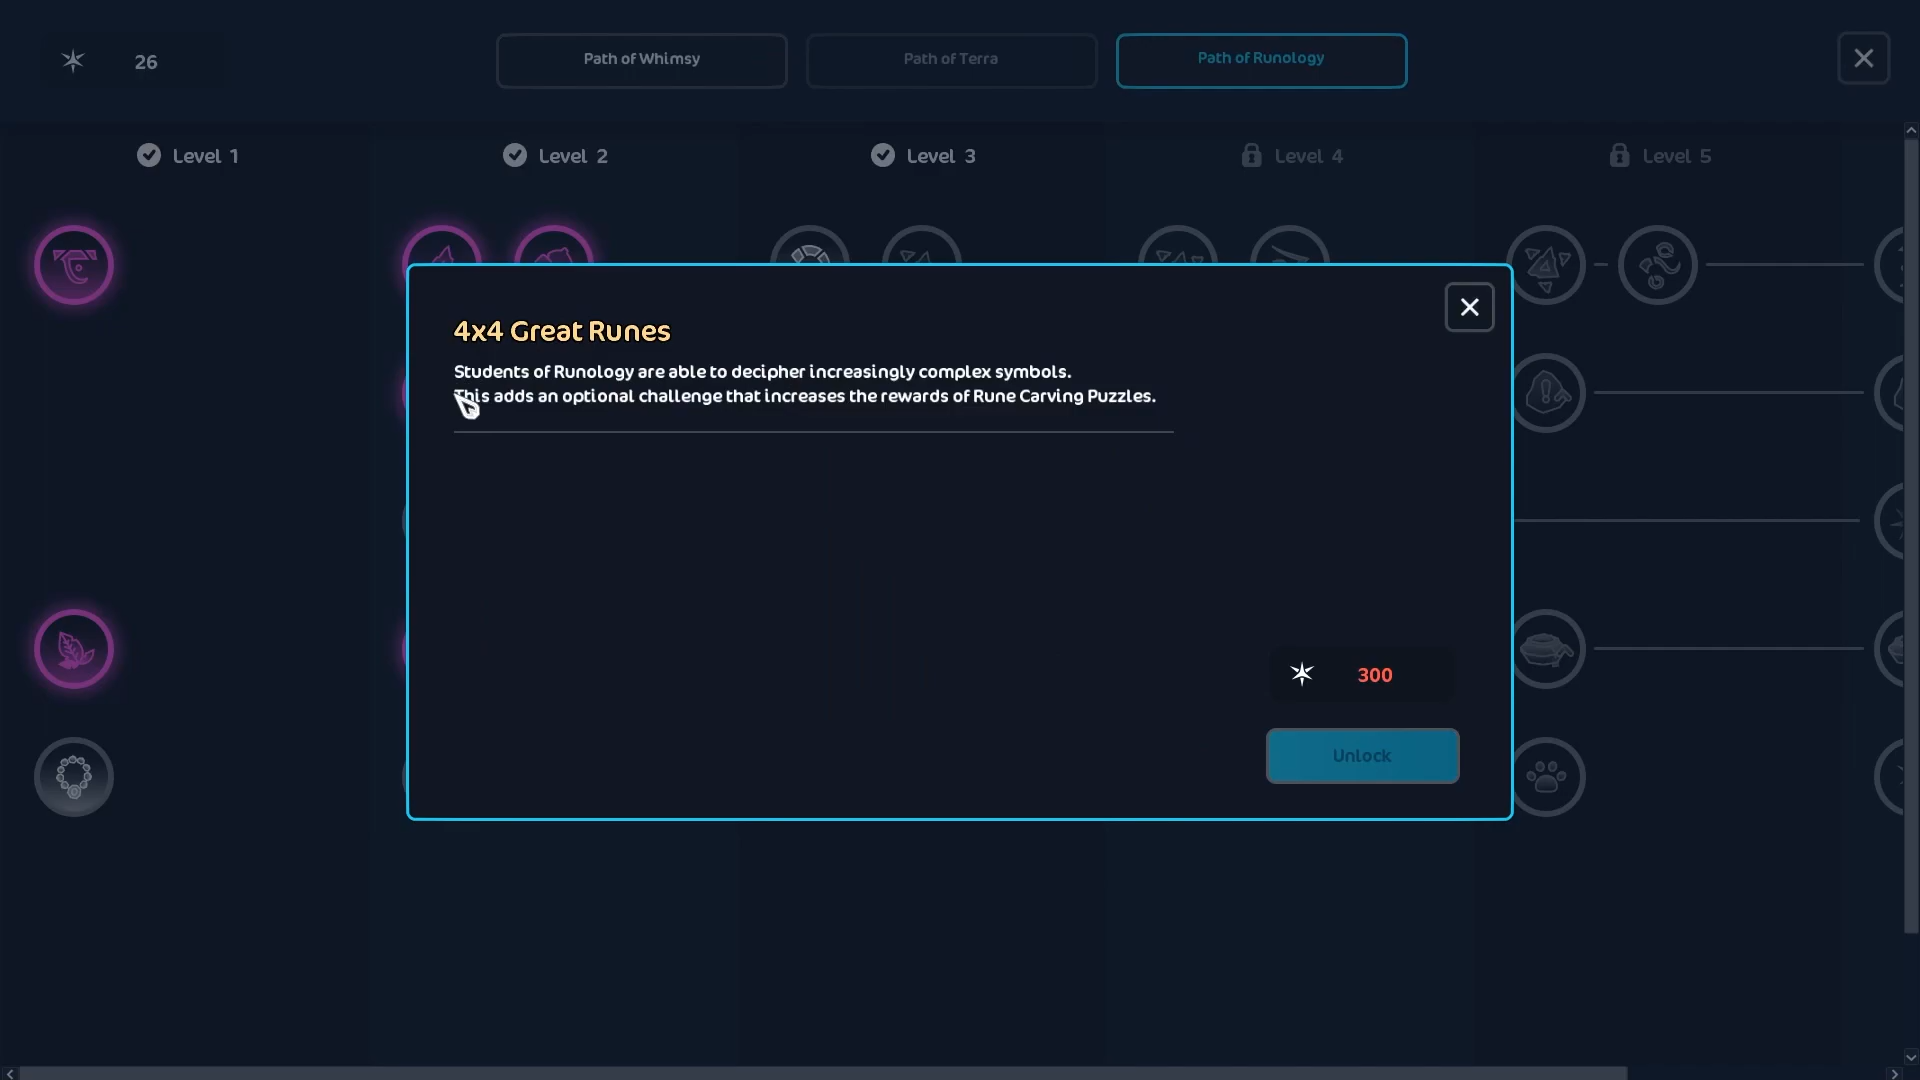 26
Path of Whimsy
Path of Terra
Path of Runology
Level 1
Level 2
Level 3
Level 4
Level 5
4x4 Great Runes
Students of Runology are able to decipher increasingly complex symbols.
This adds an optional challenge that increases the rewards of Rune Carving Puzzles.
300
Unlock